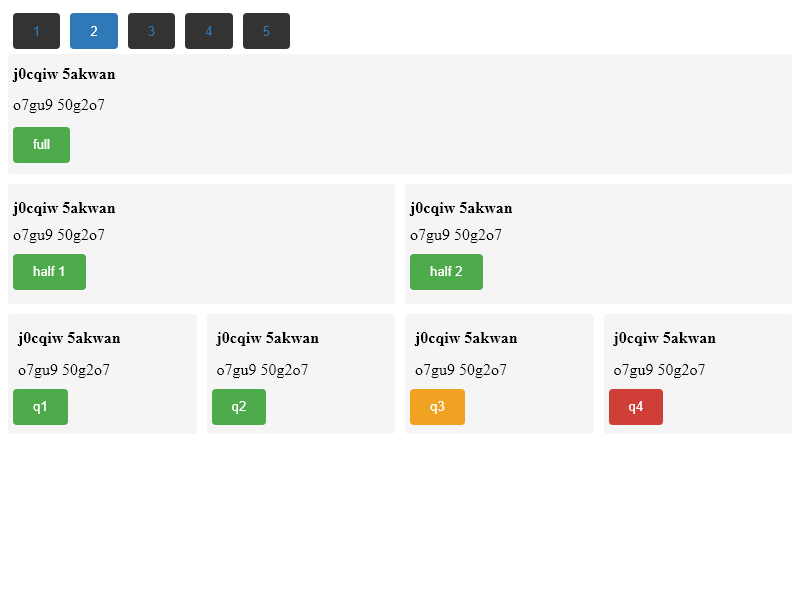 1 2 3 4 5
j0cqiw 5akwan
o7gu9 50g2o7
full
j0cqiw 5akwan
o7gu9 50g2o7
half 1
j0cqiw 5akwan
o7gu9 50g2o7
half 2
j0cqiw 5akwan
o7gu9 50g2o7
q1
j0cqiw 5akwan
o7gu9 50g2o7
q2
j0cqiw 5akwan
o7gu9 50g2o7
q3
j0cqiw 5akwan
o7gu9 50g2o7
q4